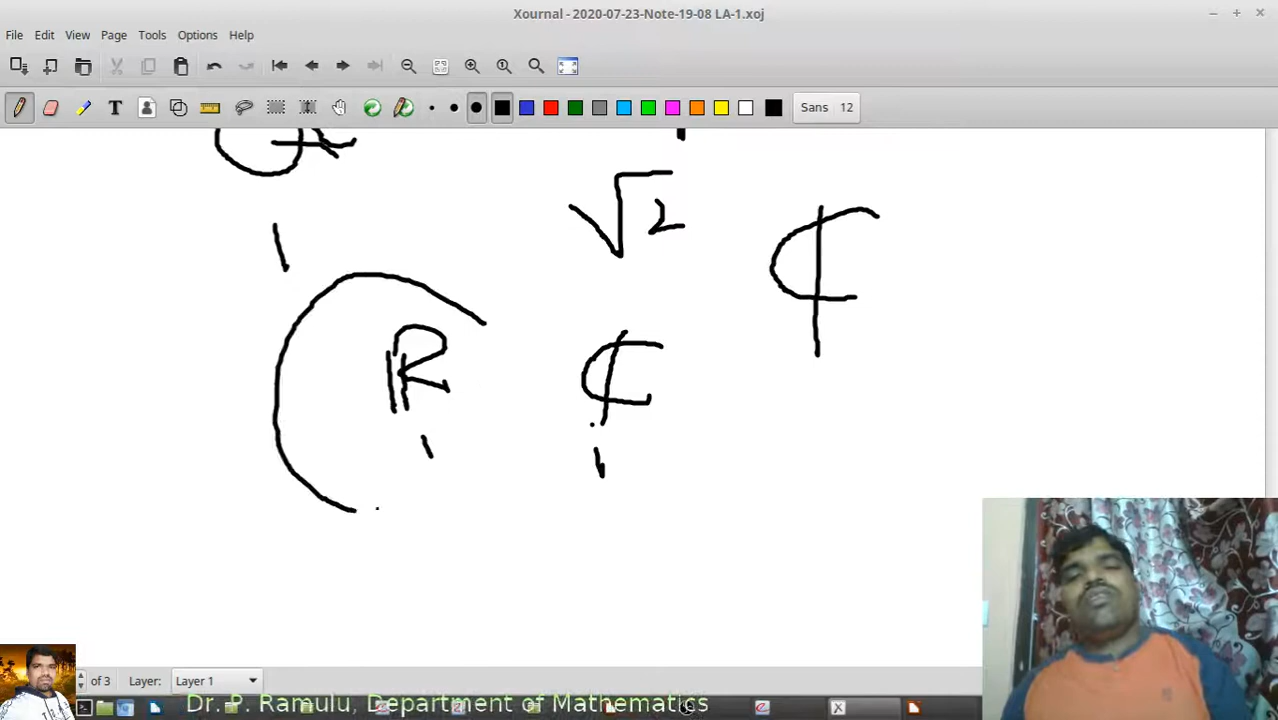 Xournal - 2020-07-23-Note-19-08 LA-1.xoj
File Edit View Page Tools Options Help
Sans 12
√2
ℂ
ℝ ℂ
of 3 Layer: Layer 1
Dr. P. Ramulu, Department of Mathematics